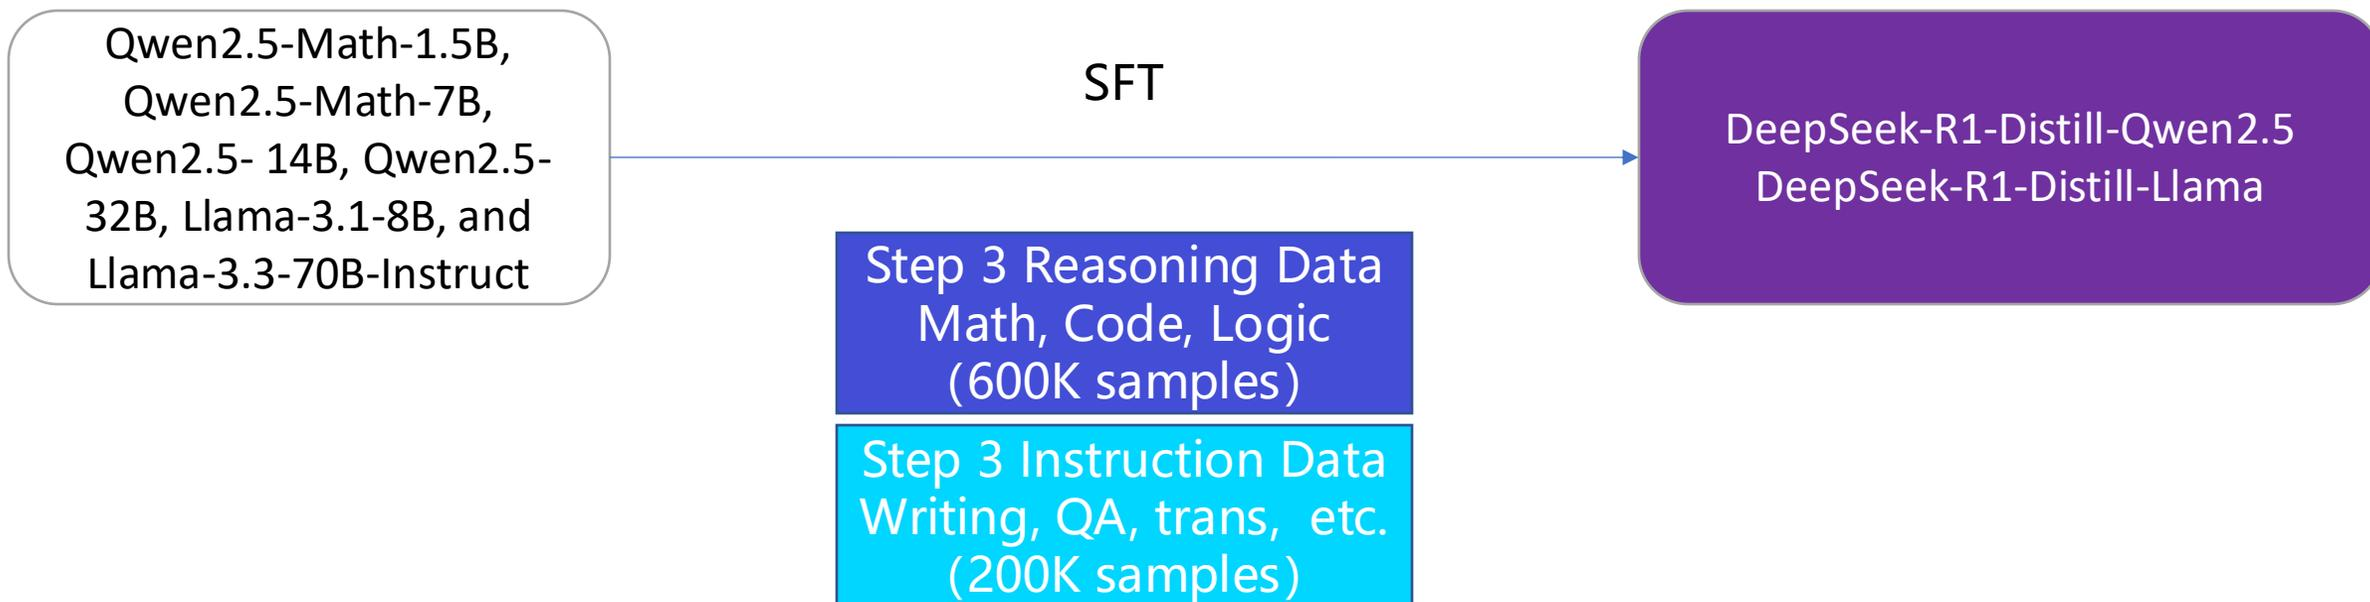 Qwen2.5-Math-1.5B,
Qwen2.5-Math-7B,
Qwen2.5- 14B, Qwen2.5-
32B, Llama-3.1-8B, and
Llama-3.3-70B-Instruct
SFT
DeepSeek-R1-Distill-Qwen2.5
DeepSeek-R1-Distill-Llama
Step 3 Reasoning Data
Math, Code, Logic
(600K samples)
Step 3 Instruction Data
Writing, QA, trans,  etc.
(200K samples)